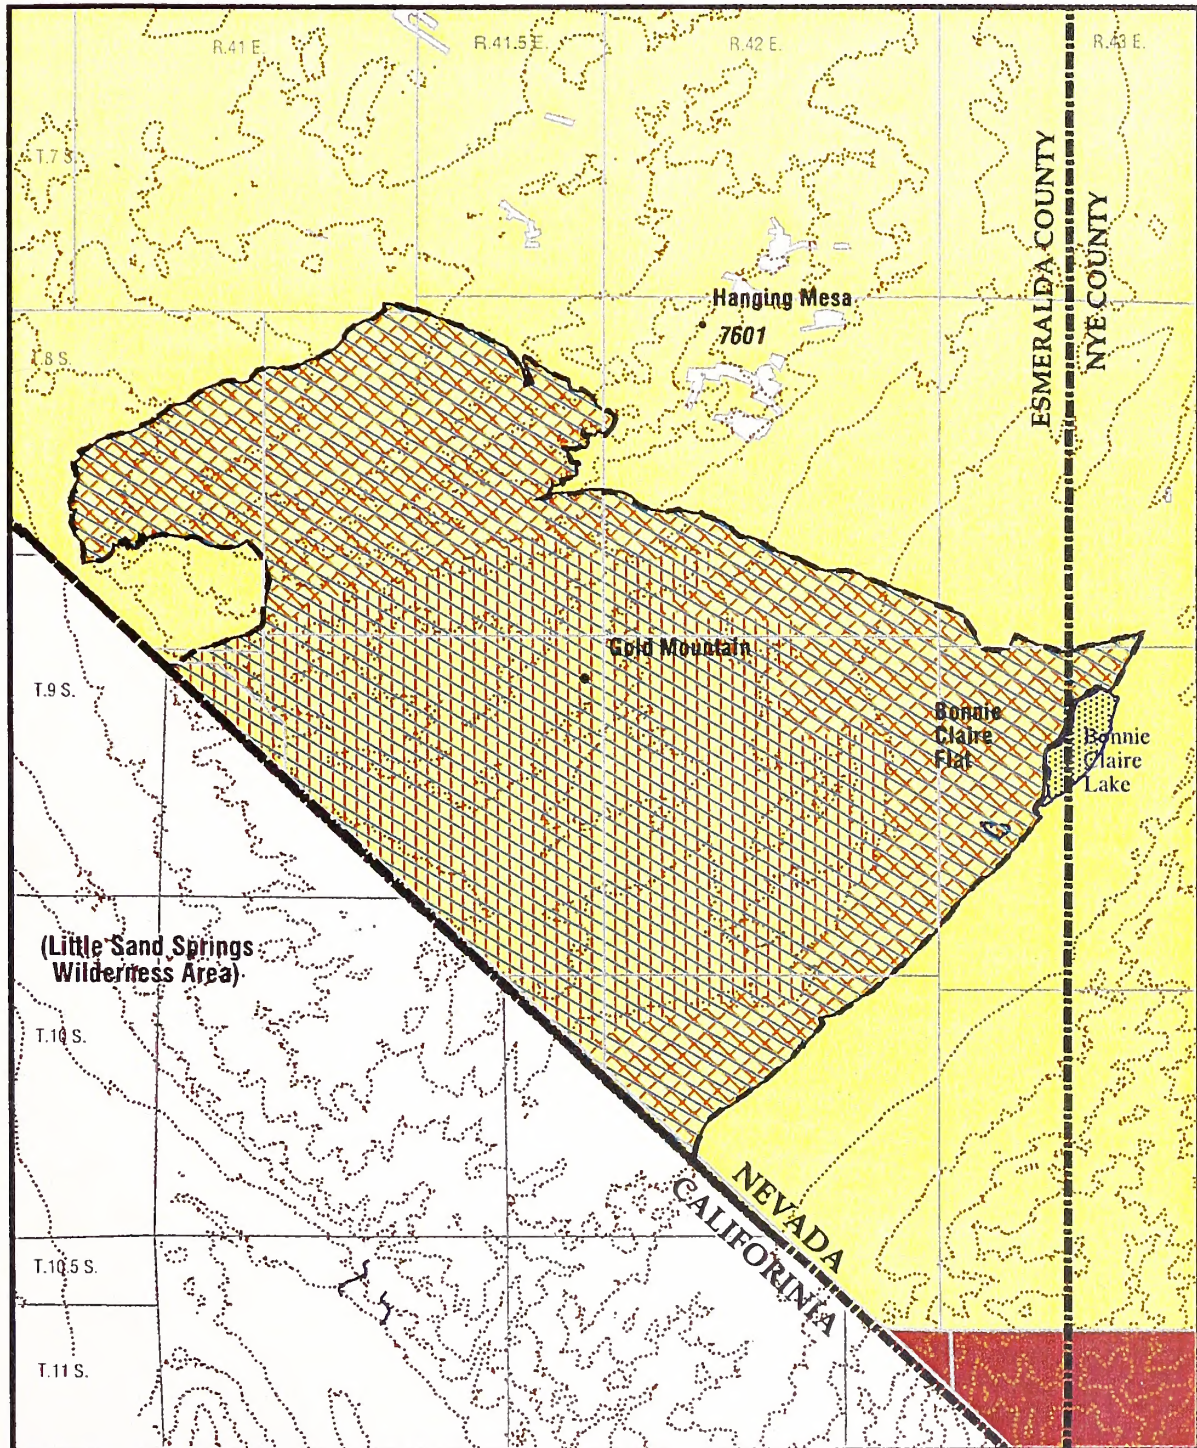 R.41 E.
R.41.5 E.
R.42 E.
R.43 E.
T.7 S.
ESMERALDA COUNTY
NYE COUNTY
Hanging Mesa
7601
T.8 S.
Gold Mountain
T.9 S.
Bonnie
Claire
Flat
Bonnie
Claire
Lake
(Little Sand Springs
Wilderness Area)
T.10 S.
NEVADA
CALIFORINIA
T.10.5 S.
T.11 S.